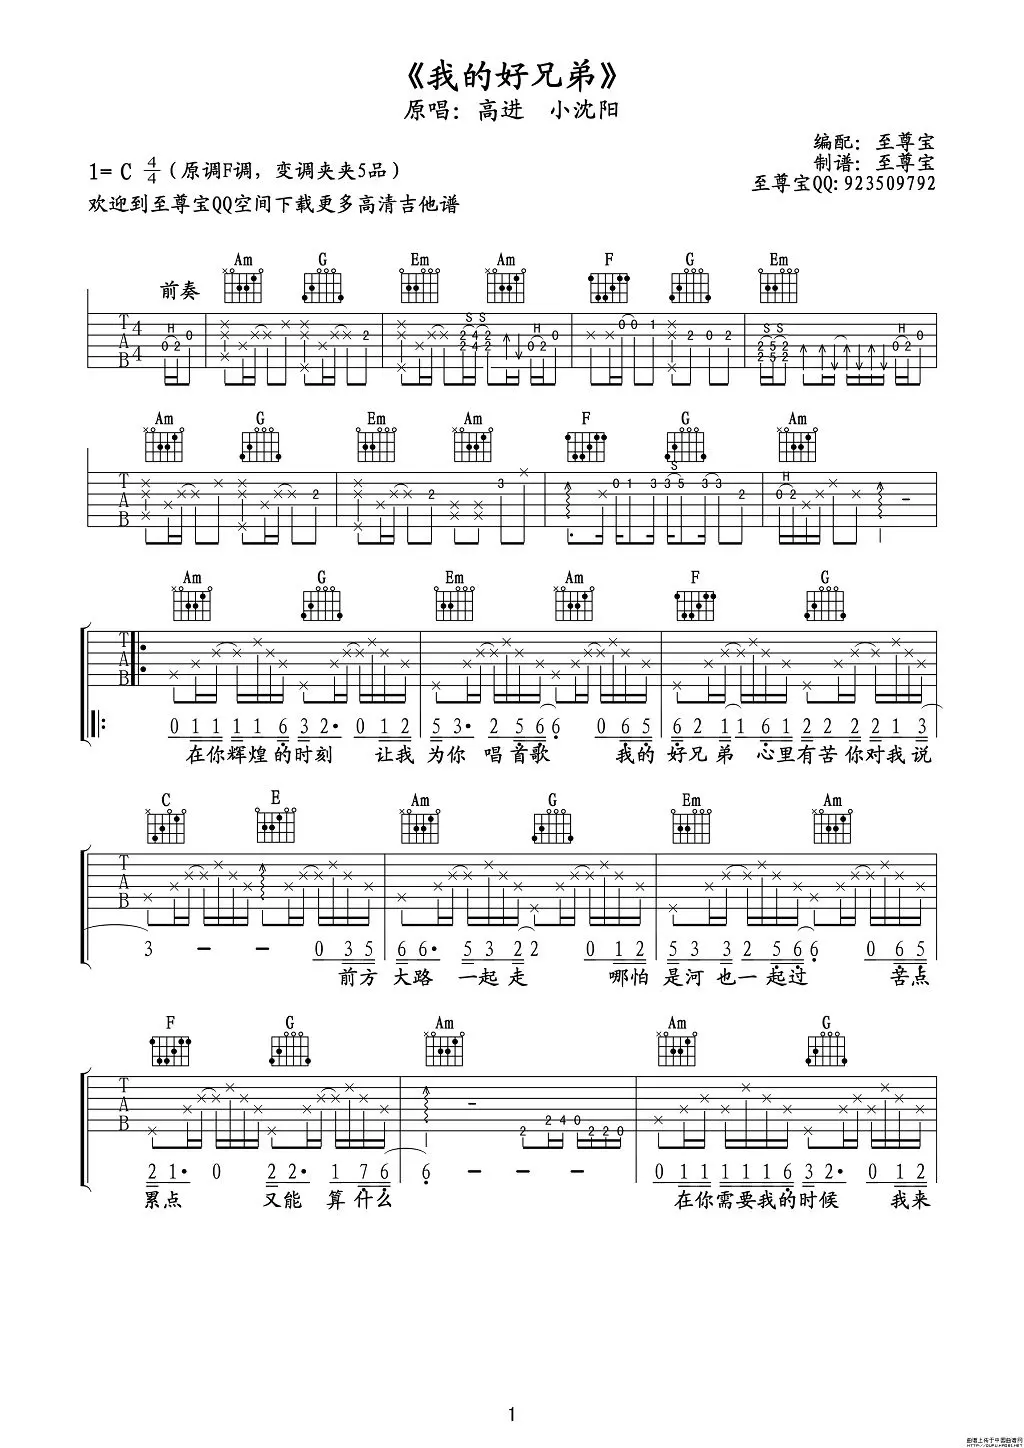 《我的好兄弟》
原唱：高进 小沈阳
编配：至尊宝
制谱：至尊宝
至尊宝QQ:923509792
1= C 4/4（原调F调，变调夹夹5品）
欢迎到至尊宝QQ空间下载更多高清吉他谱
Am G Em Am F G Em
前奏
Am G Em Am F G Am
Am G Em Am F G
0 1 1 1 1 6 3 2· 0 1 2 5 3· 2 5 6 6 0 6 5 6 2 1 1 6 1 2 2 2 2 1 3
在你辉煌的时刻 让我 为你 唱首歌 我的 好兄弟 心里有苦你对我说
C E Am G Em Am
3 - - 0 3 5 6 6· 5 3 2 2 0 1 2 5 3 3 2 5 6 6 0 6 5
前方 大路 一起走 哪怕 是河也一起过 苦点
F G Am Am G
2 1· 0 2 2· 1 7 6 6 - - - 0 1 1 1 1 1 6 3 2· 0 1 2
累点 又能 算什么 在你需要我的时候 我来
1